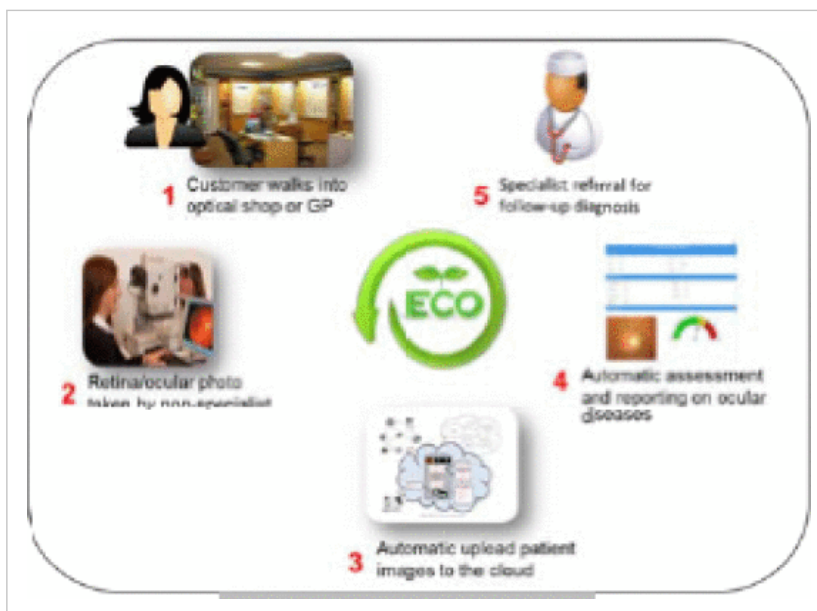 1 Customer walks into
optical shop or GP
2 Retina/ocular photo
taken by non-specialist
3 Automatic upload patient
images to the cloud
4 Automatic assessment
and reporting on ocular
diseases
5 Specialist referral for
follow-up diagnosis
ECO